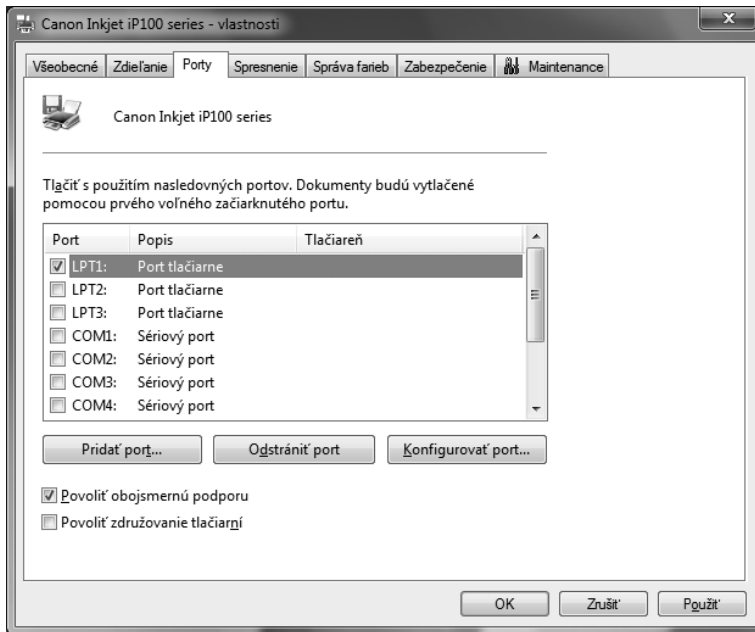 Canon Inkjet iP100 series - vlastnosti
Všeobecné Zdieľanie Porty Spresnenie Správa farieb Zabezpečenie Maintenance
Canon Inkjet iP100 series
Tlačiť s použitím nasledovných portov. Dokumenty budú vytlačené
pomocou prvého voľného začiarknutého portu.
Port Popis Tlačiareň
LPT1: Port tlačiarne
LPT2: Port tlačiarne
LPT3: Port tlačiarne
COM1: Sériový port
COM2: Sériový port
COM3: Sériový port
COM4: Sériový port
Pridať port... Odstrániť port Konfigurovať port...
Povoliť obojsmernú podporu
Povoliť združovanie tlačiarní
OK Zrušiť Použiť